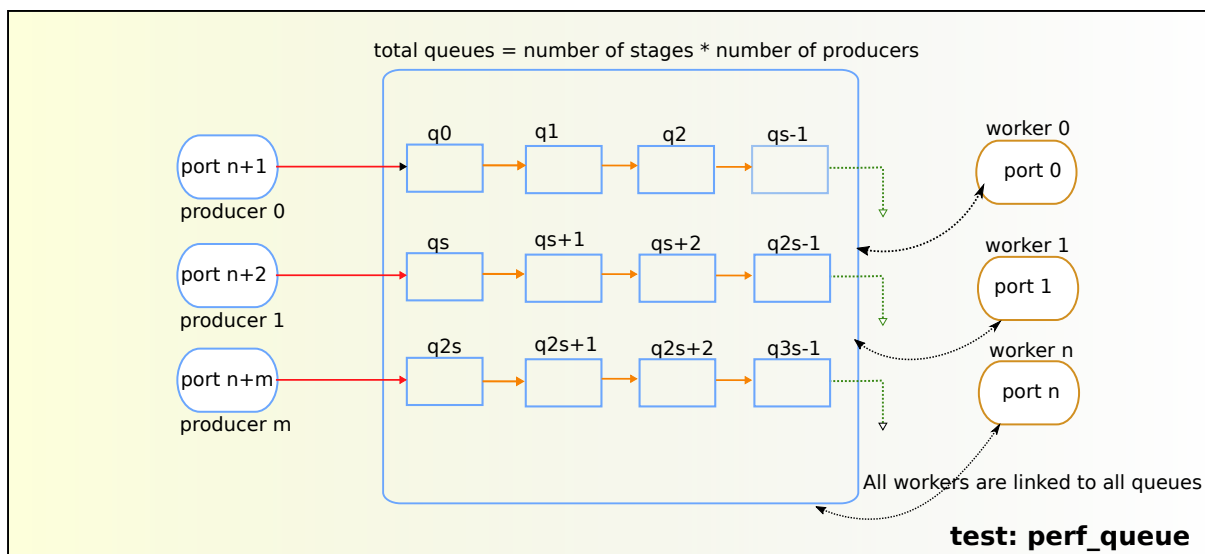 total queues = number of stages * number of producers
q0
q1
q2
qs-1
worker 0
port n+1
port 0
producer 0
qs
qs+1
qs+2
q2s-1
worker 1
port n+2
port 1
producer 1
q2s
q2s+1
q2s+2
q3s-1
worker n
port n+m
port n
producer m
All workers are linked to all queues
test: perf_queue